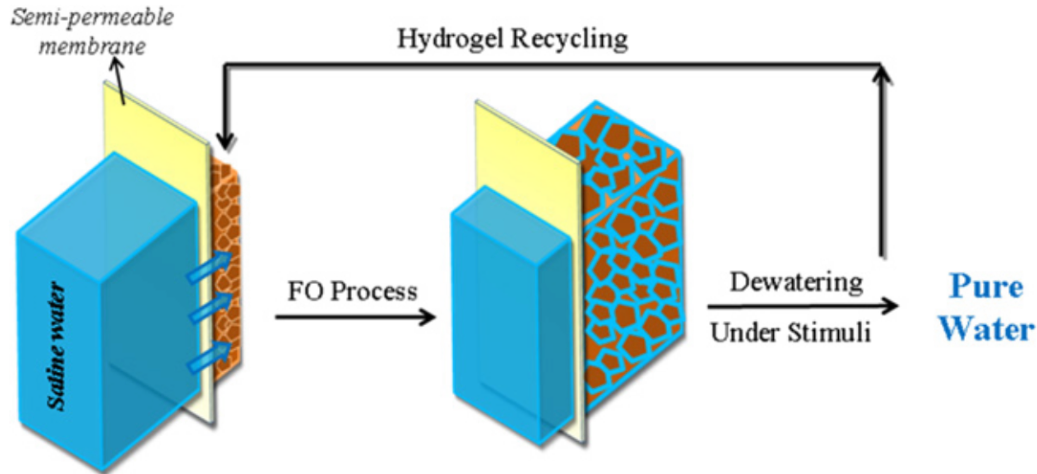 Semi-permeable
membrane
Hydrogel Recycling
Saline water
FO Process
Dewatering
Under Stimuli
Pure
Water